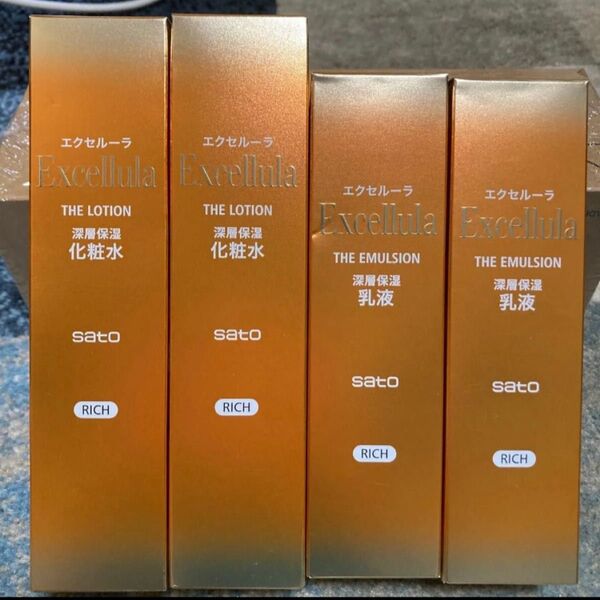 エクセルーラ
Excellula
THE LOTION
深層保湿
化粧水
sato
RICH
エクセルーラ
Excellula
THE LOTION
深層保湿
化粧水
sato
RICH
エクセルーラ
Excellula
THE EMULSION
深層保湿
乳液
sato
RICH
エクセルーラ
Excellula
THE EMULSION
深層保湿
乳液
sato
RICH